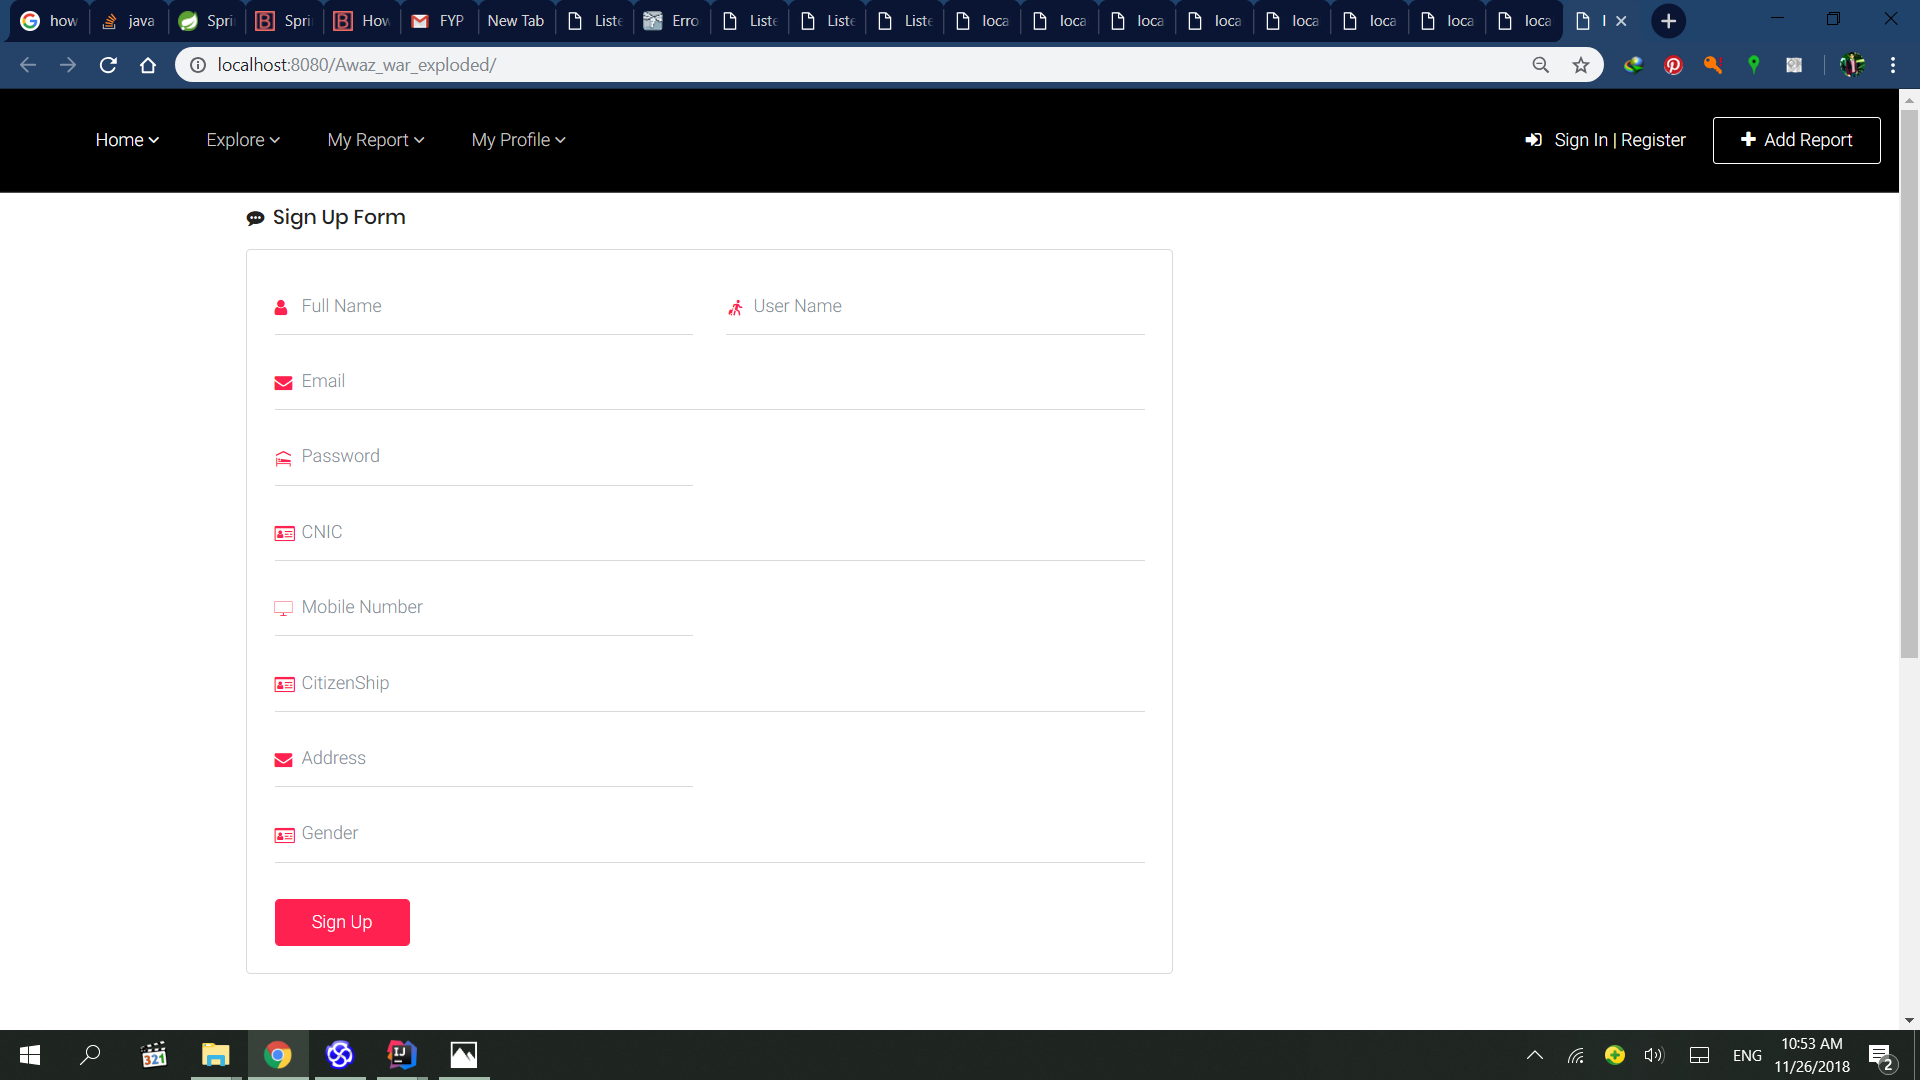 how java Spri Spri How FYP New Tab Liste Erro Liste Liste Liste loca loca loca loca loca loca loca loca
localhost:8080/Awaz_war_exploded/
Home Explore My Report My Profile Sign In | Register Add Report
Sign Up Form
Full Name User Name
Email
Password
CNIC
Mobile Number
CitizenShip
Address
Gender
Sign Up
321 IJ ENG 10:53 AM
11/26/2018 2